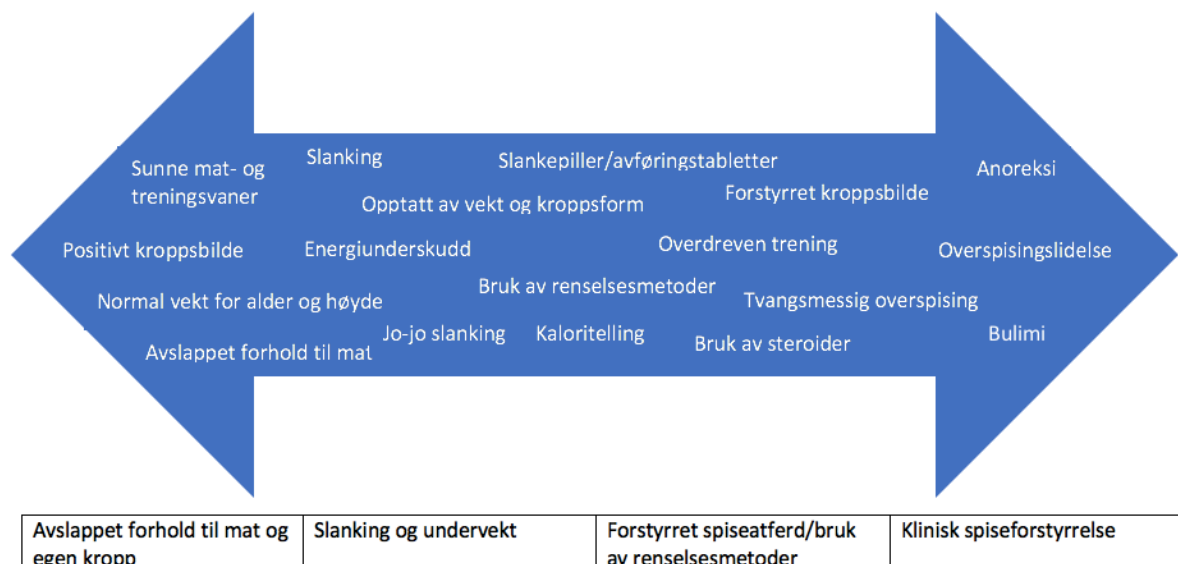 Slanking
Slankepiller/avføringstabletter
Sunne mat- og
treningsvaner
Anoreksi
Forstyrret kroppsbilde
Opptatt av vekt og kroppsform
Positivt kroppsbilde
Energiunderskudd
Overdreven trening
Overspisingslidelse
Bruk av renselsesmetoder
Normal vekt for alder og høyde
Tvangsmessig overspising
Jo-jo slanking
Kaloritelling
Bruk av steroider
Bulimi
Avslappet forhold til mat
Avslappet forhold til mat og
egen kropp
Slanking og undervekt
Forstyrret spiseatferd/bruk
av renselsesmetoder
Klinisk spiseforstyrrelse